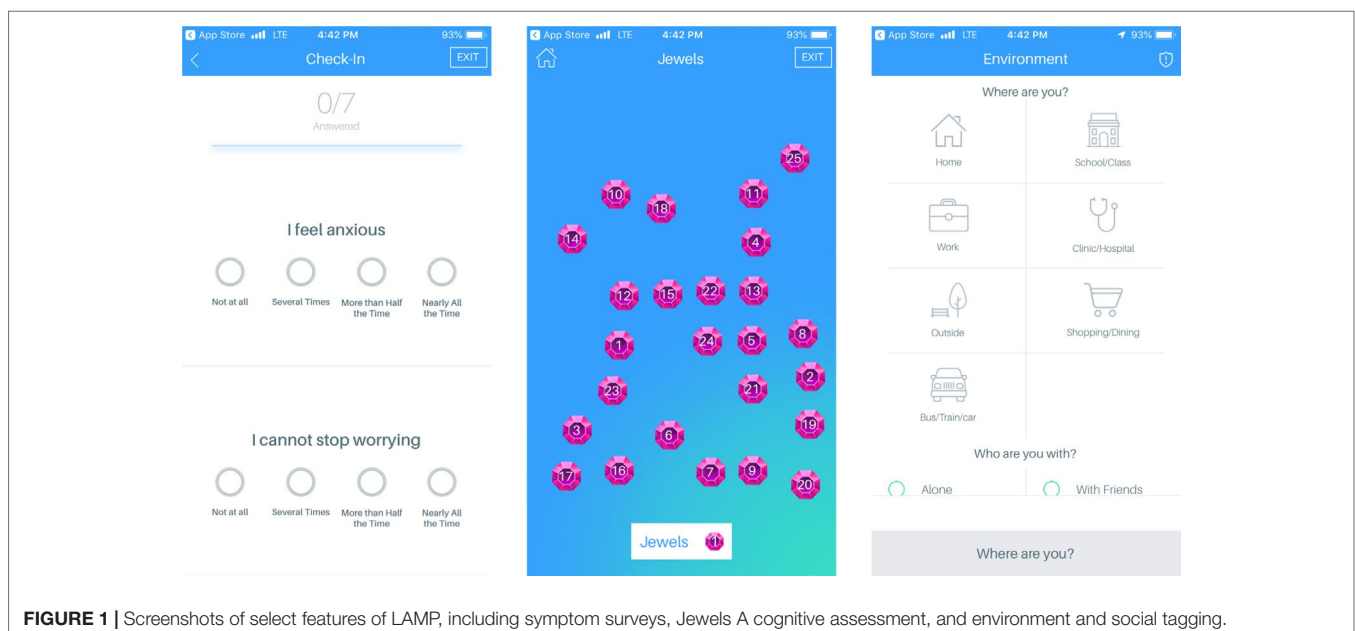 App Store LTE 4:42 PM 93%
Check-In EXIT
0/7
Answered
I feel anxious
Not at all Several Times More than Half the Time Nearly All the Time
I cannot stop worrying
Not at all Several Times More than Half the Time Nearly All the Time
App Store LTE 4:42 PM 93%
Jewels EXIT
25
10 11
18
14 4
12 15 22 13
1 24 5 8
23 21 2
3 6 19
17 16 7 9 20
Jewels 1
App Store LTE 4:42 PM 93%
Environment
Where are you?
Home School/Class
Work Clinic/Hospital
Outside Shopping/Dining
Bus/Train/car
Who are you with?
Alone With Friends
Where are you?
FIGURE 1 | Screenshots of select features of LAMP, including symptom surveys, Jewels A cognitive assessment, and environment and social tagging.